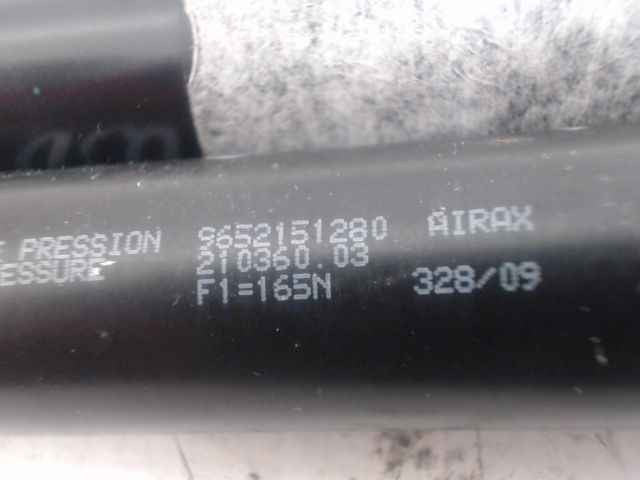 PRESSION 9652151280 AIRAX
ESSURE 210360.03
F1=165N 328/09